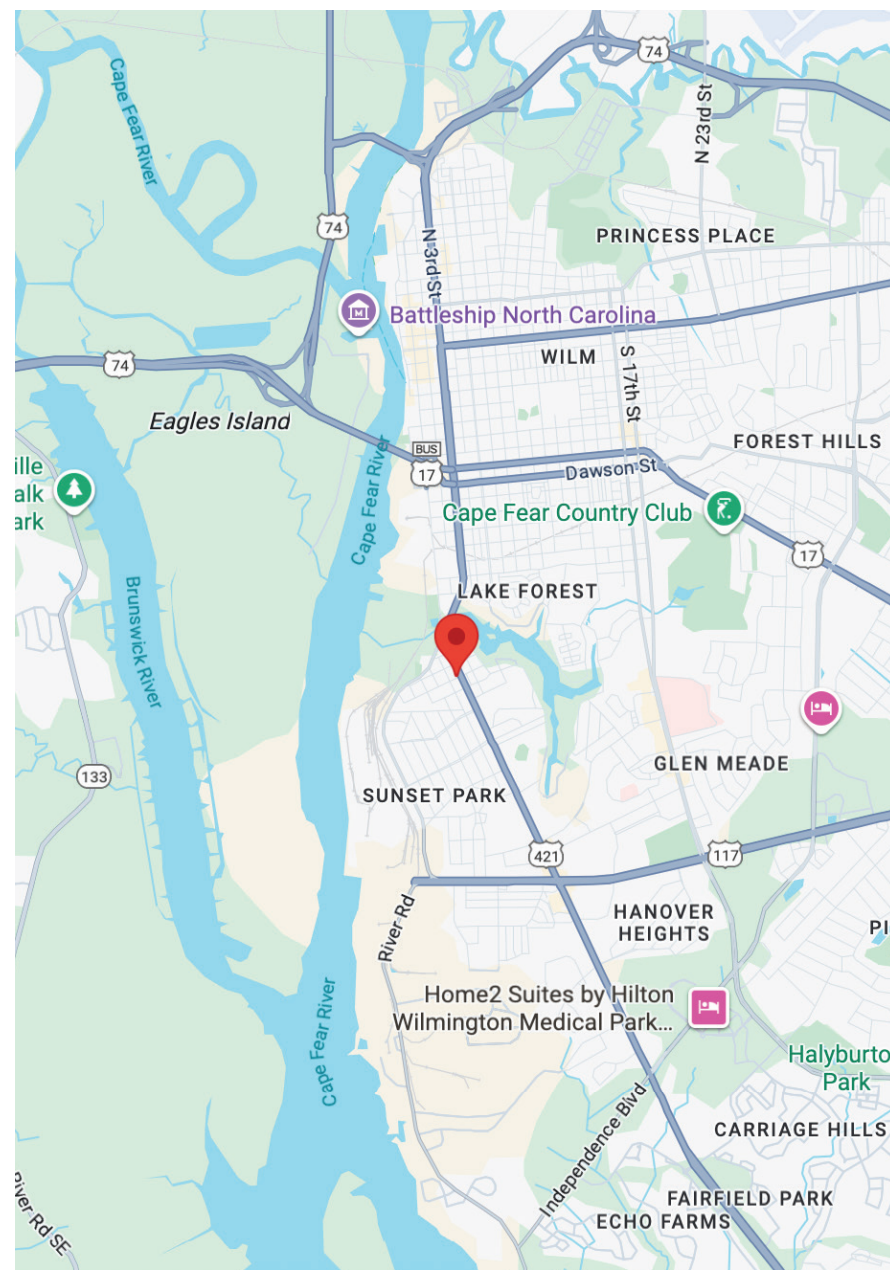 74
Cape Fear River
N 23rd St
74
N 3rd St
PRINCESS PLACE
Battleship North Carolina
WILM
S 17th St
74
Eagles Island
FOREST HILLS
BUS
17
Dawson St
ille
alk
ark
Cape Fear River
Cape Fear Country Club
17
LAKE FOREST
Brunswick River
GLEN MEADE
133
SUNSET PARK
421
117
River Rd
HANOVER
HEIGHTS
PI
Home2 Suites by Hilton
Wilmington Medical Park...
Cape Fear River
Halyburto
Park
Independence Blvd
CARRIAGE HILLS
River Rd SE
FAIRFIELD PARK
ECHO FARMS